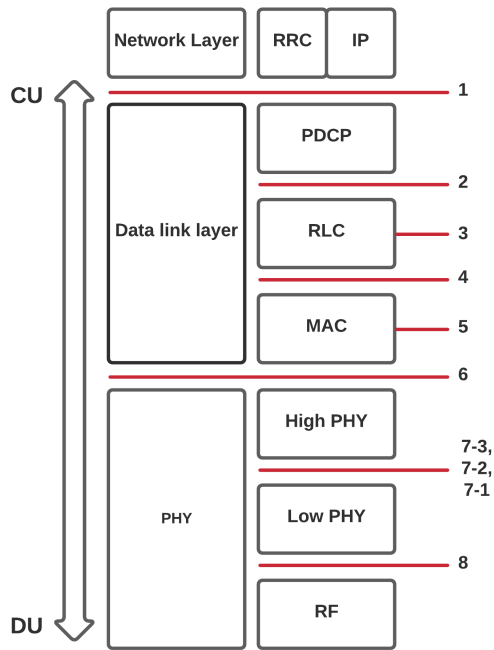 Network Layer
RRC
IP
CU
1
PDCP
2
Data link layer
RLC
3
4
MAC
5
6
High PHY
7-3,
7-2,
7-1
PHY
Low PHY
8
RF
DU